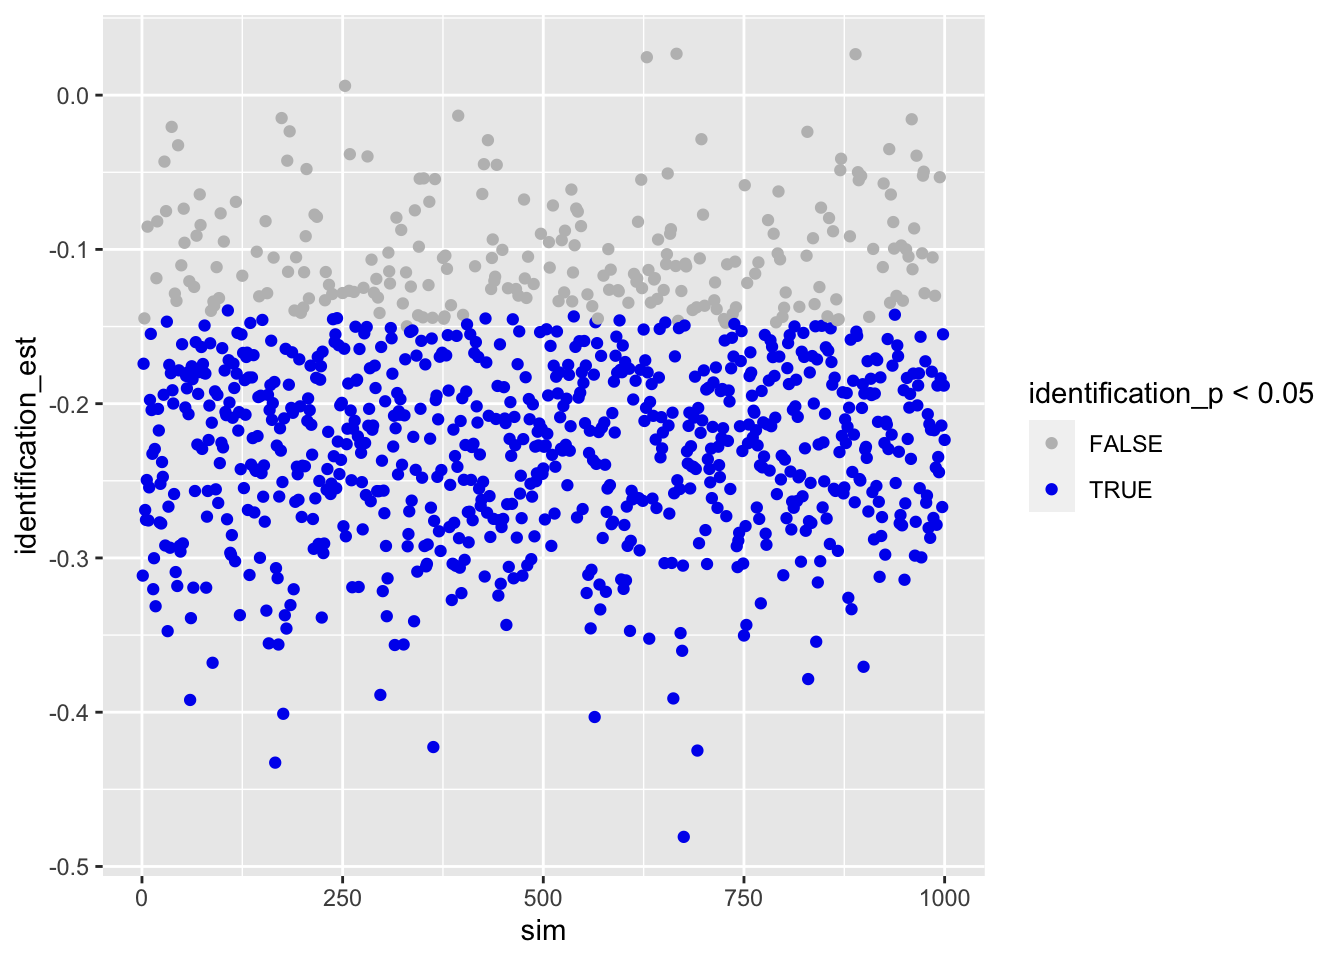 identification_est
0.0
-0.1
-0.2
-0.3
-0.4
-0.5
0
250
500
750
1000
sim
identification_p < 0.05
FALSE
TRUE